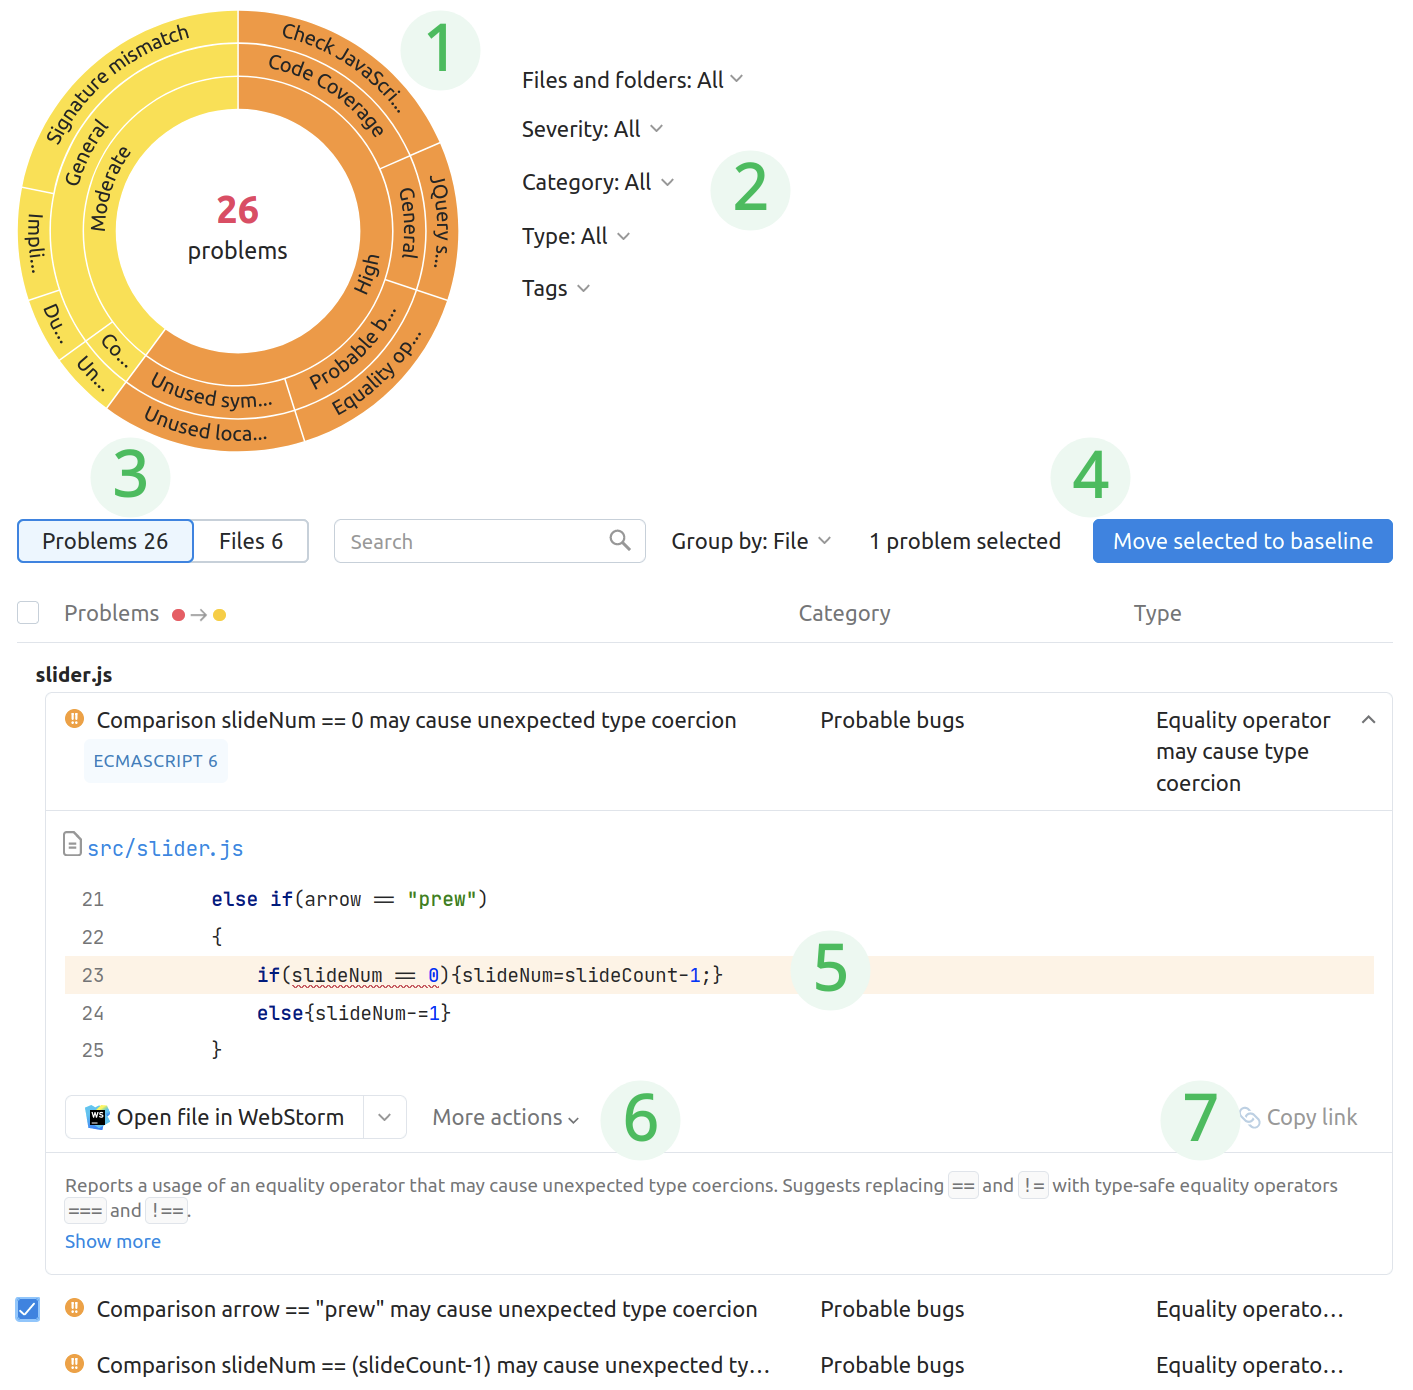 1
Check JavaScri...
Code Coverage
Signature mismatch
General
Moderate
JQuery s...
General
High
Impli...
Du...
Co...
Un...
Probable b...
Equality op...
Unused sym...
Unused loca...
26
problems
Files and folders: All
Severity: All
Category: All
2
Type: All
Tags
3
4
Problems 26
Files 6
Search
Group by: File
1 problem selected
Move selected to baseline
Problems
Category
Type
slider.js
Comparison slideNum == 0 may cause unexpected type coercion
Probable bugs
Equality operator
may cause type
coercion
ECMASCRIPT 6
src/slider.js
21 else if(arrow == "prew")
22 {
23 if(slideNum == 0){slideNum=slideCount-1;}
5
24 else{slideNum-=1}
25 }
WS
Open file in WebStorm
More actions
6
7
Copy link
Reports a usage of an equality operator that may cause unexpected type coercions. Suggests replacing == and != with type-safe equality operators
=== and !==.
Show more
Comparison arrow == "prew" may cause unexpected type coercion
Probable bugs
Equality operato...
Comparison slideNum == (slideCount-1) may cause unexpected ty...
Probable bugs
Equality operato...